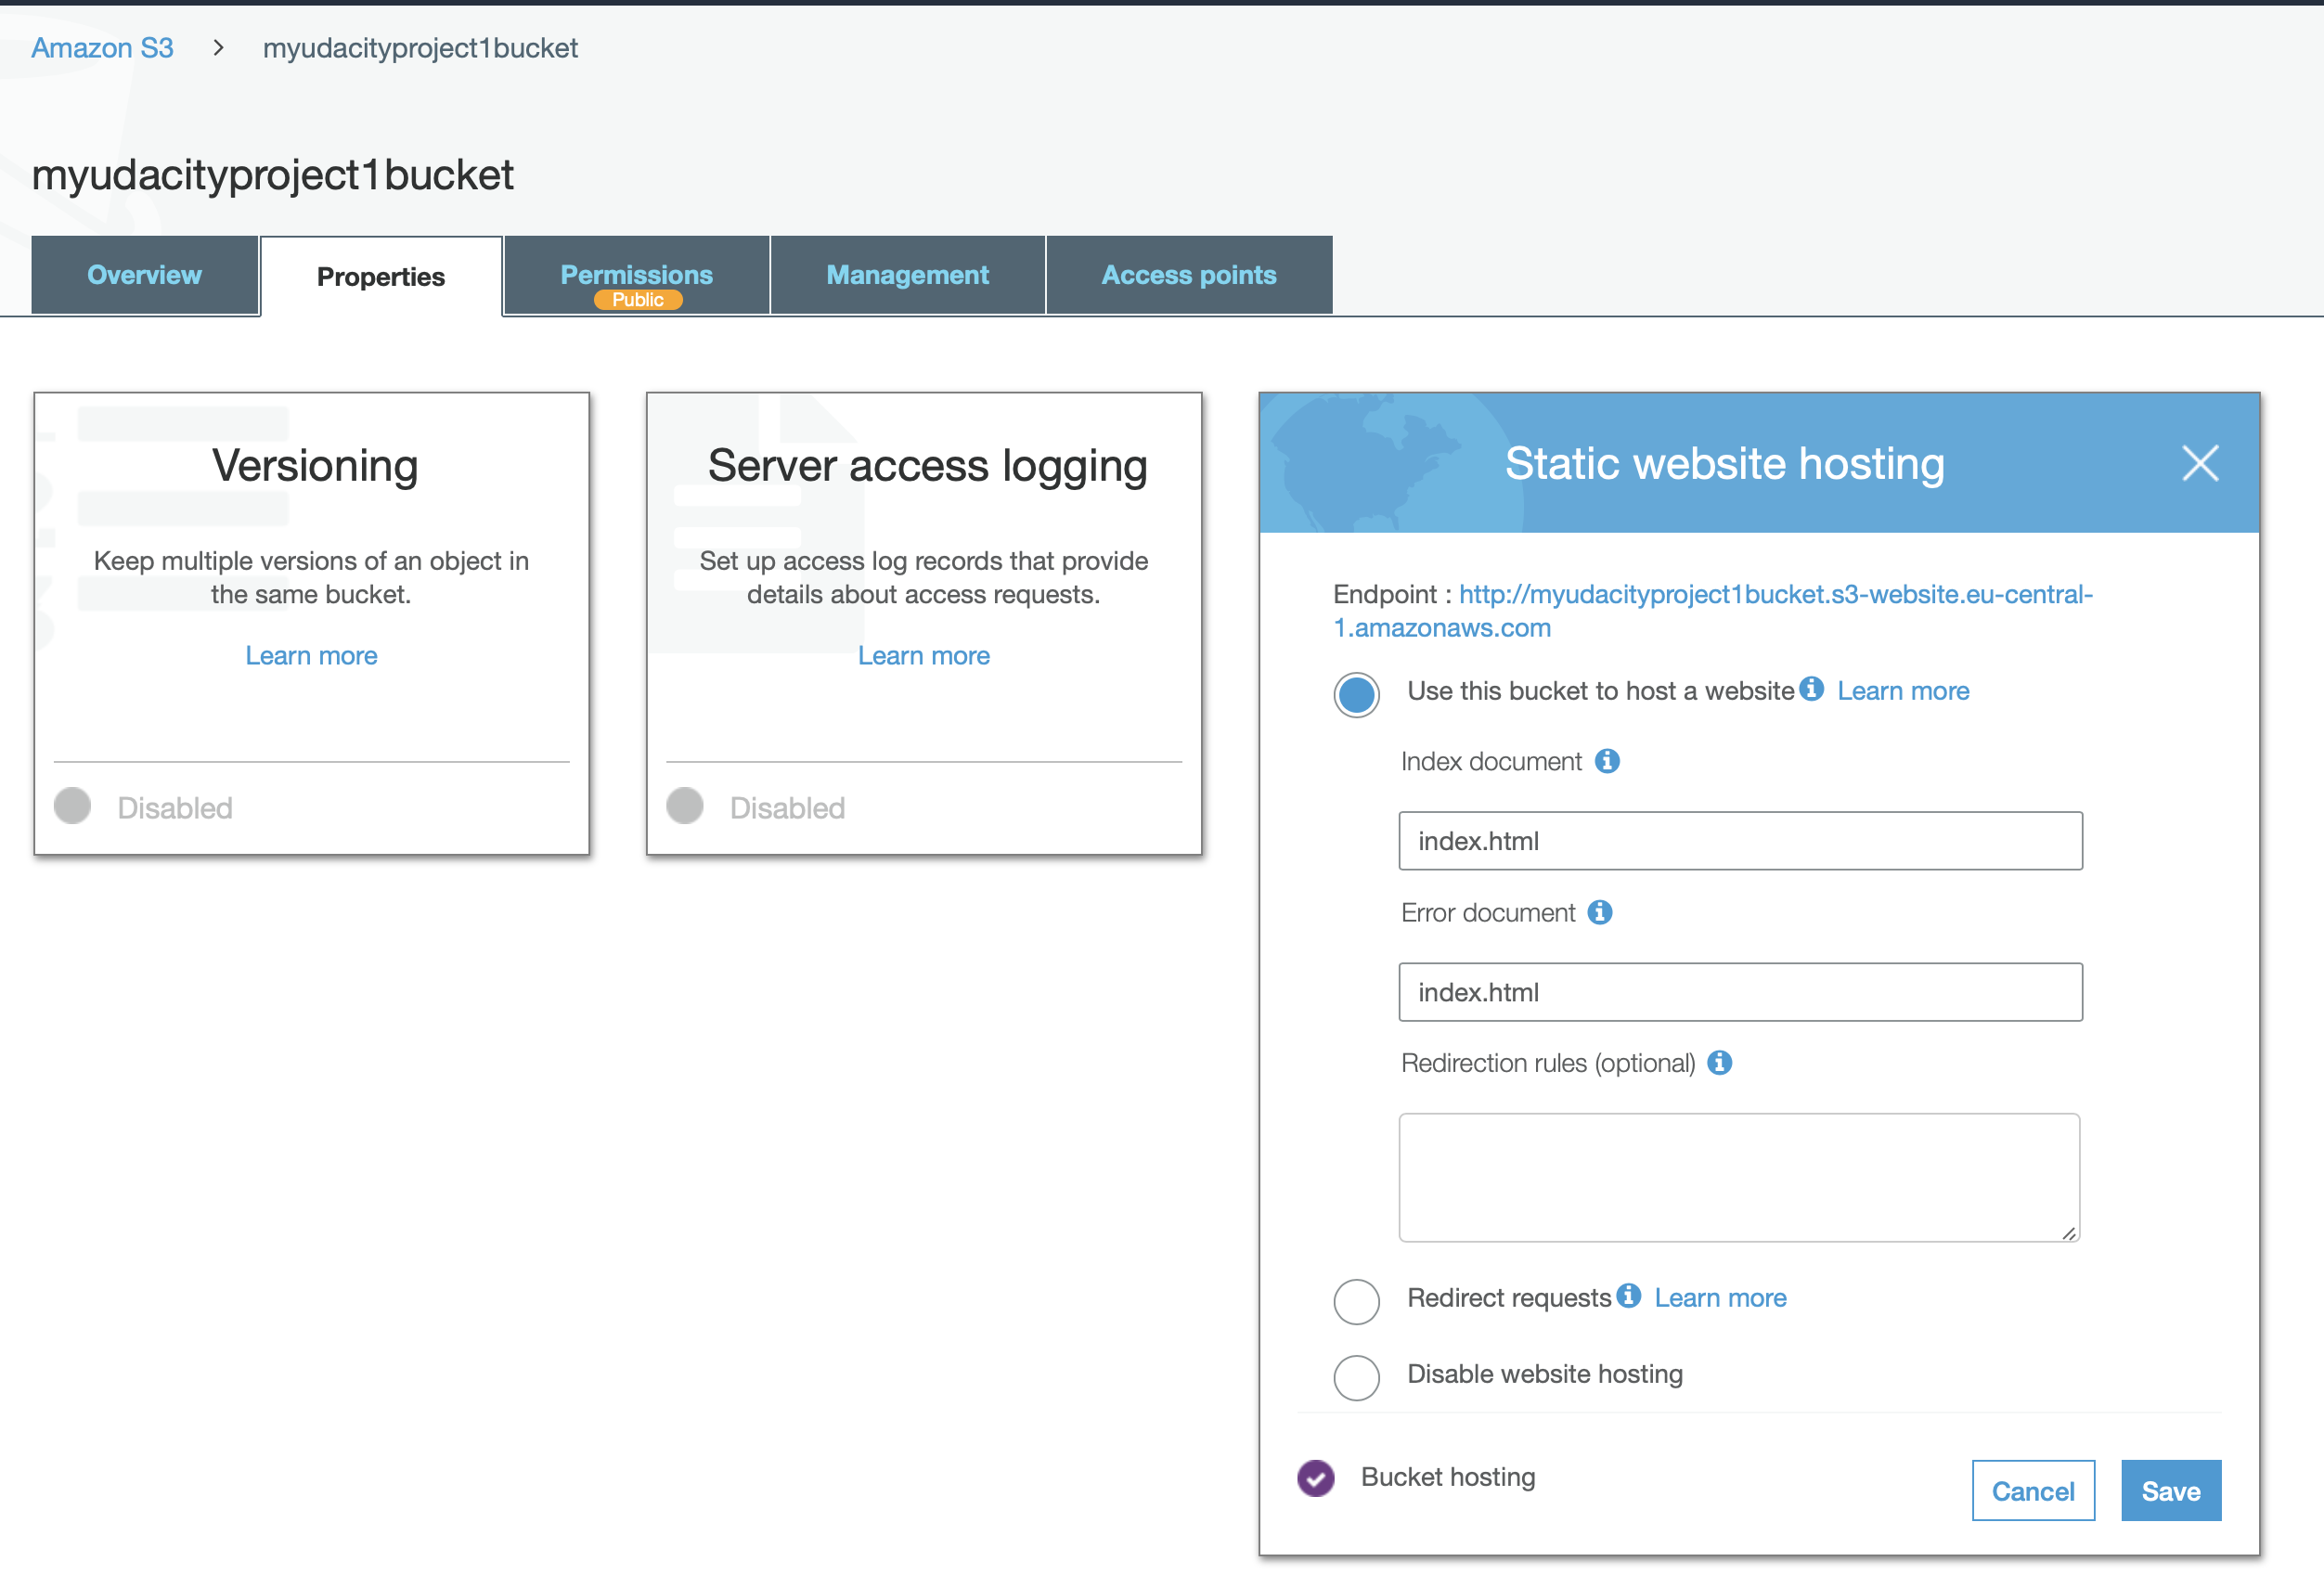 Amazon S3 > myudacityproject1bucket
myudacityproject1bucket
Overview
Properties
Permissions
Public
Management
Access points
Versioning
Keep multiple versions of an object in
the same bucket.
Learn more
Disabled
Server access logging
Set up access log records that provide
details about access requests.
Learn more
Disabled
Static website hosting
Endpoint : http://myudacityproject1bucket.s3-website.eu-central-
1.amazonaws.com
Use this bucket to host a website Learn more
Index document
index.html
Error document
index.html
Redirection rules (optional)
Redirect requests Learn more
Disable website hosting
Bucket hosting
Cancel
Save